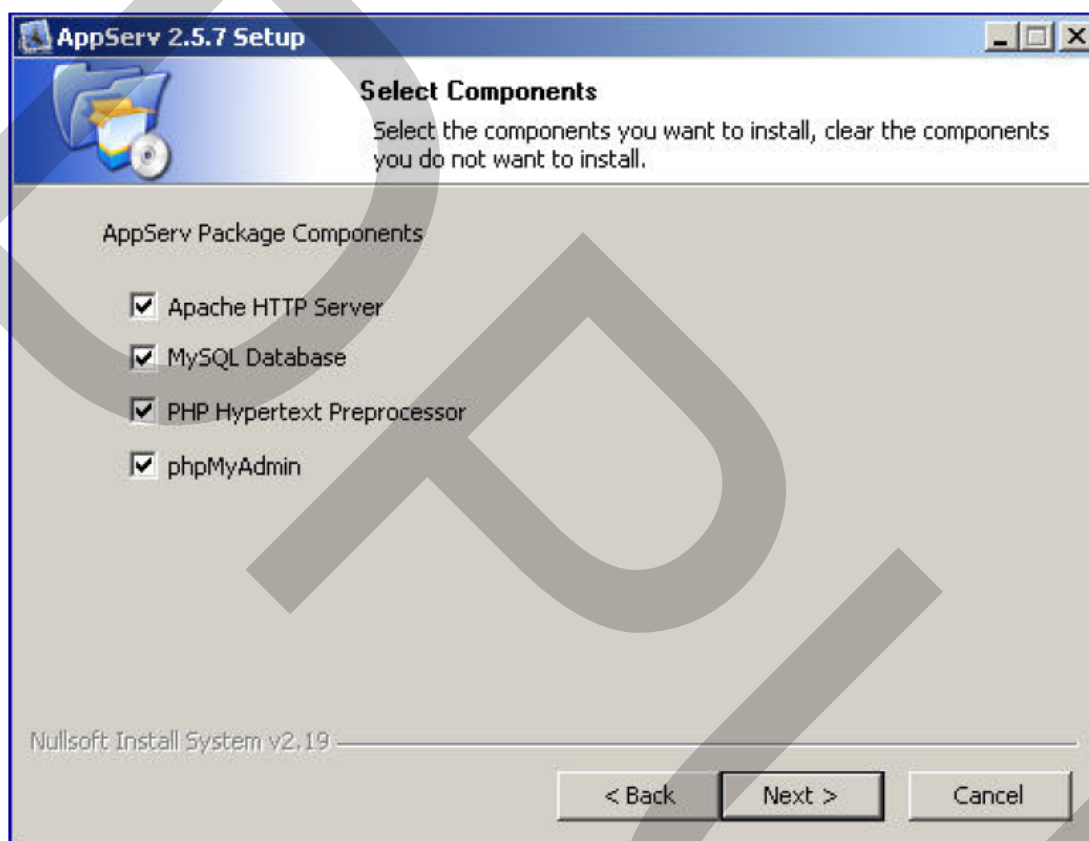 AppServ 2.5.7 Setup
Select Components
Select the components you want to install, clear the components
you do not want to install.
AppServ Package Components
Apache HTTP Server
MySQL Database
PHP Hypertext Preprocessor
phpMyAdmin
Nullsoft Install System v2.19
< Back Next > Cancel